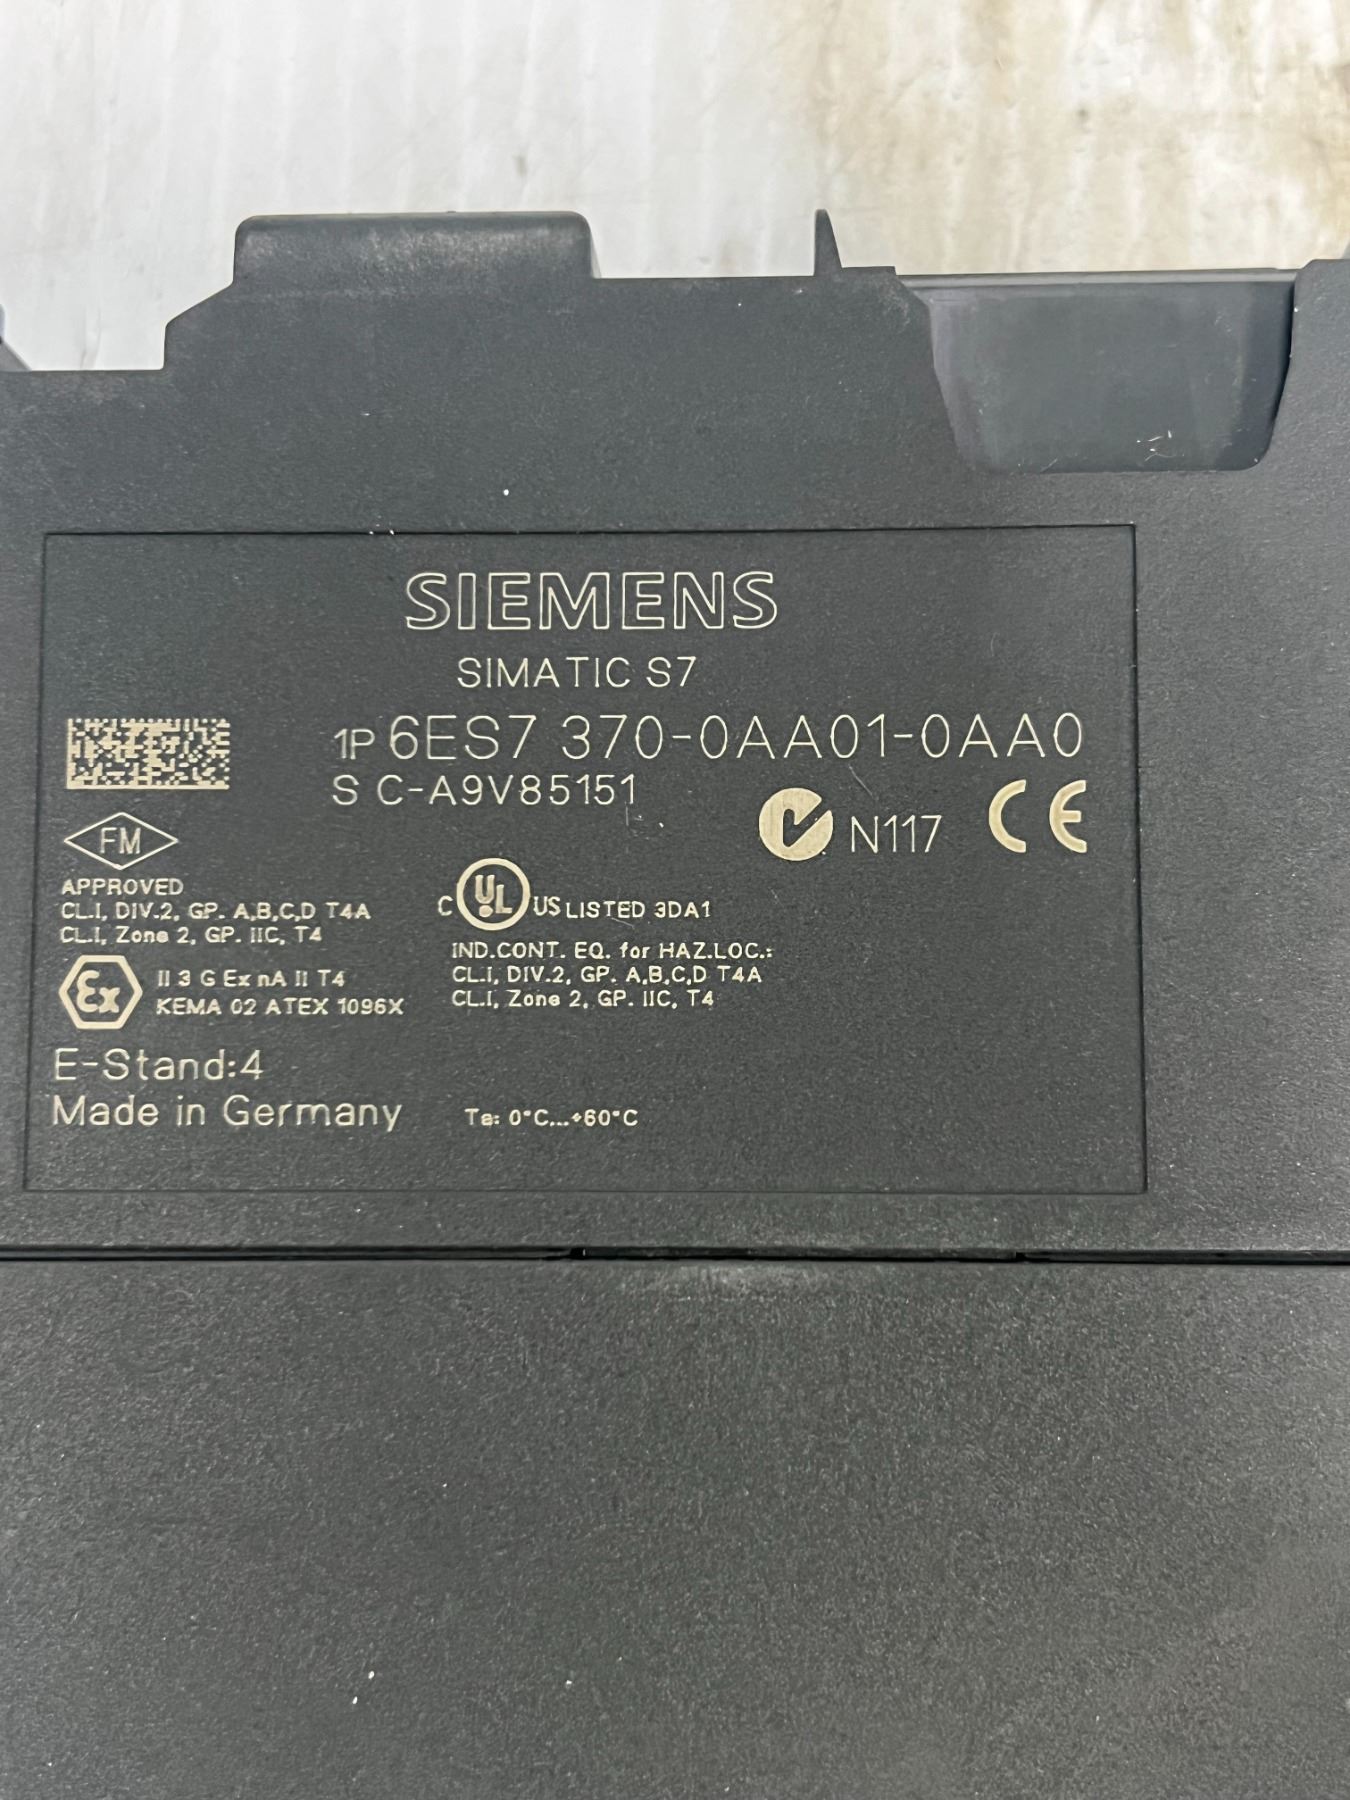 SIEMENS
SIMATIC S7
1P 6ES7 370-0AA01-0AA0
S C-A9V85151
N117 CE
FM
APPROVED
CL.I, DIV.2, GP. A,B,C,D T4A
CL.I, Zone 2, GP. IIC, T4
C UL US LISTED 3DA1
IND.CONT. EQ. for HAZ.LOC.:
CL.I, DIV.2, GP. A,B,C,D T4A
CL.I, Zone 2, GP. IIC, T4
Ex II 3 G Ex nA II T4
KEMA 02 ATEX 1096X
E-Stand:4
Made in Germany
Ta: 0°C...+60°C